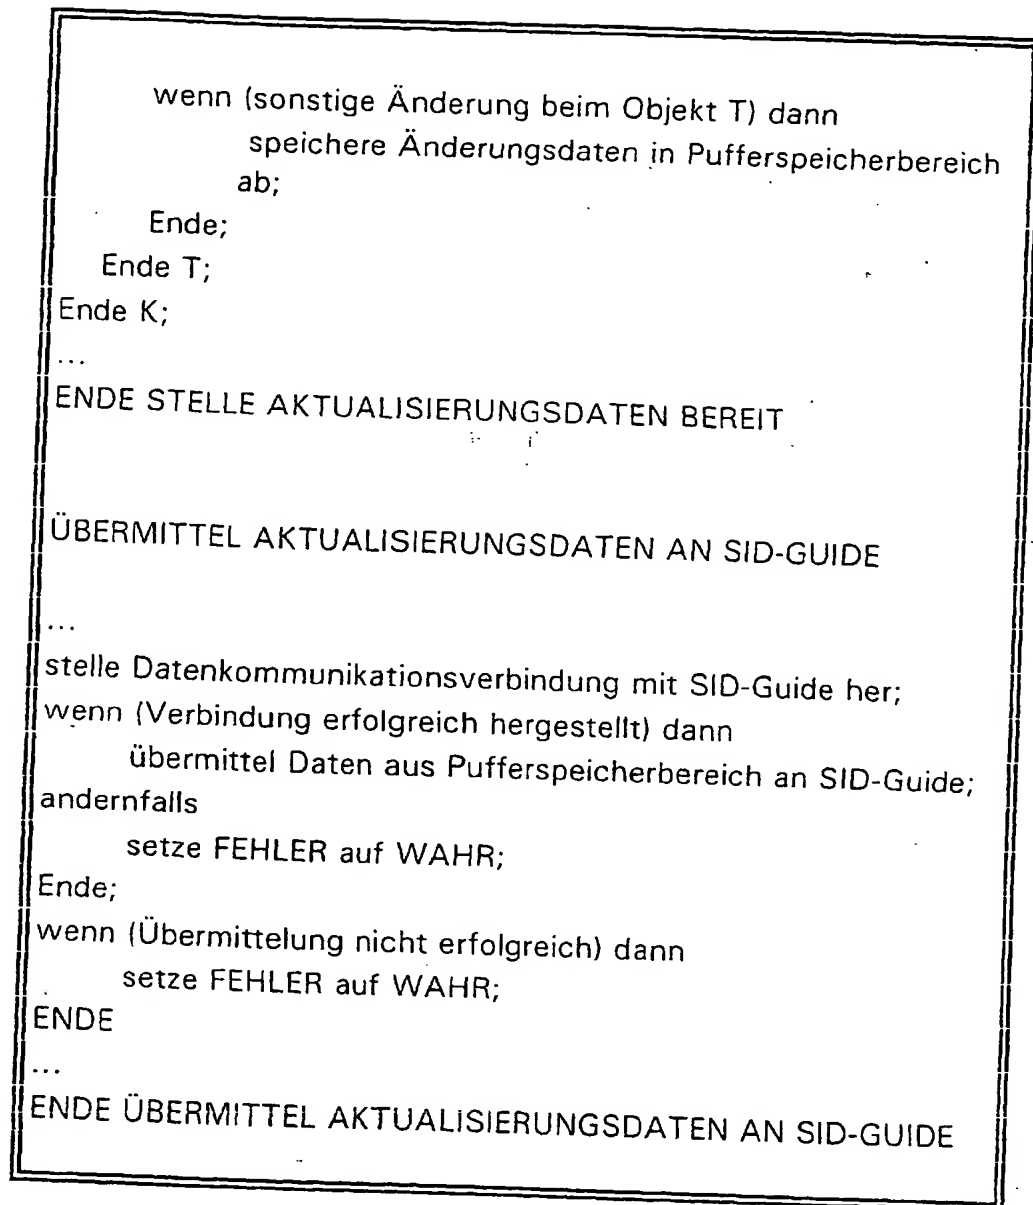 wenn (sonstige Änderung beim Objekt T) dann
speichere Änderungsdaten in Pufferspeicherbereich
ab;
Ende;
Ende T;
Ende K;
...
ENDE STELLE AKTUALISIERUNGSDATEN BEREIT
ÜBERMITTEL AKTUALISIERUNGSDATEN AN SID-GUIDE
...
stelle Datenkommunikationsverbindung mit SID-Guide her;
wenn (Verbindung erfolgreich hergestellt) dann
übermittel Daten aus Pufferspeicherbereich an SID-Guide;
andernfalls
setze FEHLER auf WAHR;
Ende;
wenn (Übermittelung nicht erfolgreich) dann
setze FEHLER auf WAHR;
ENDE
...
ENDE ÜBERMITTEL AKTUALISIERUNGSDATEN AN SID-GUIDE